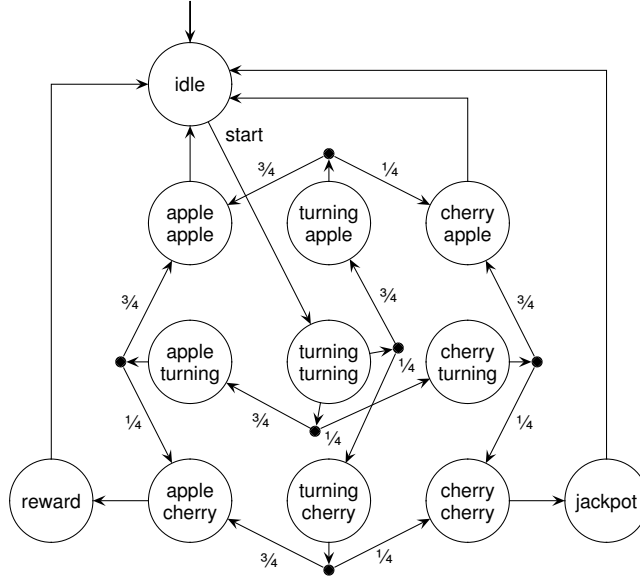 idle
start
¾
¼
apple
apple
turning
apple
cherry
apple
¾
¾
¾
apple
turning
turning
turning
cherry
turning
¼
¼
¾
¼
¼
reward
apple
cherry
turning
cherry
cherry
cherry
jackpot
¾
¼